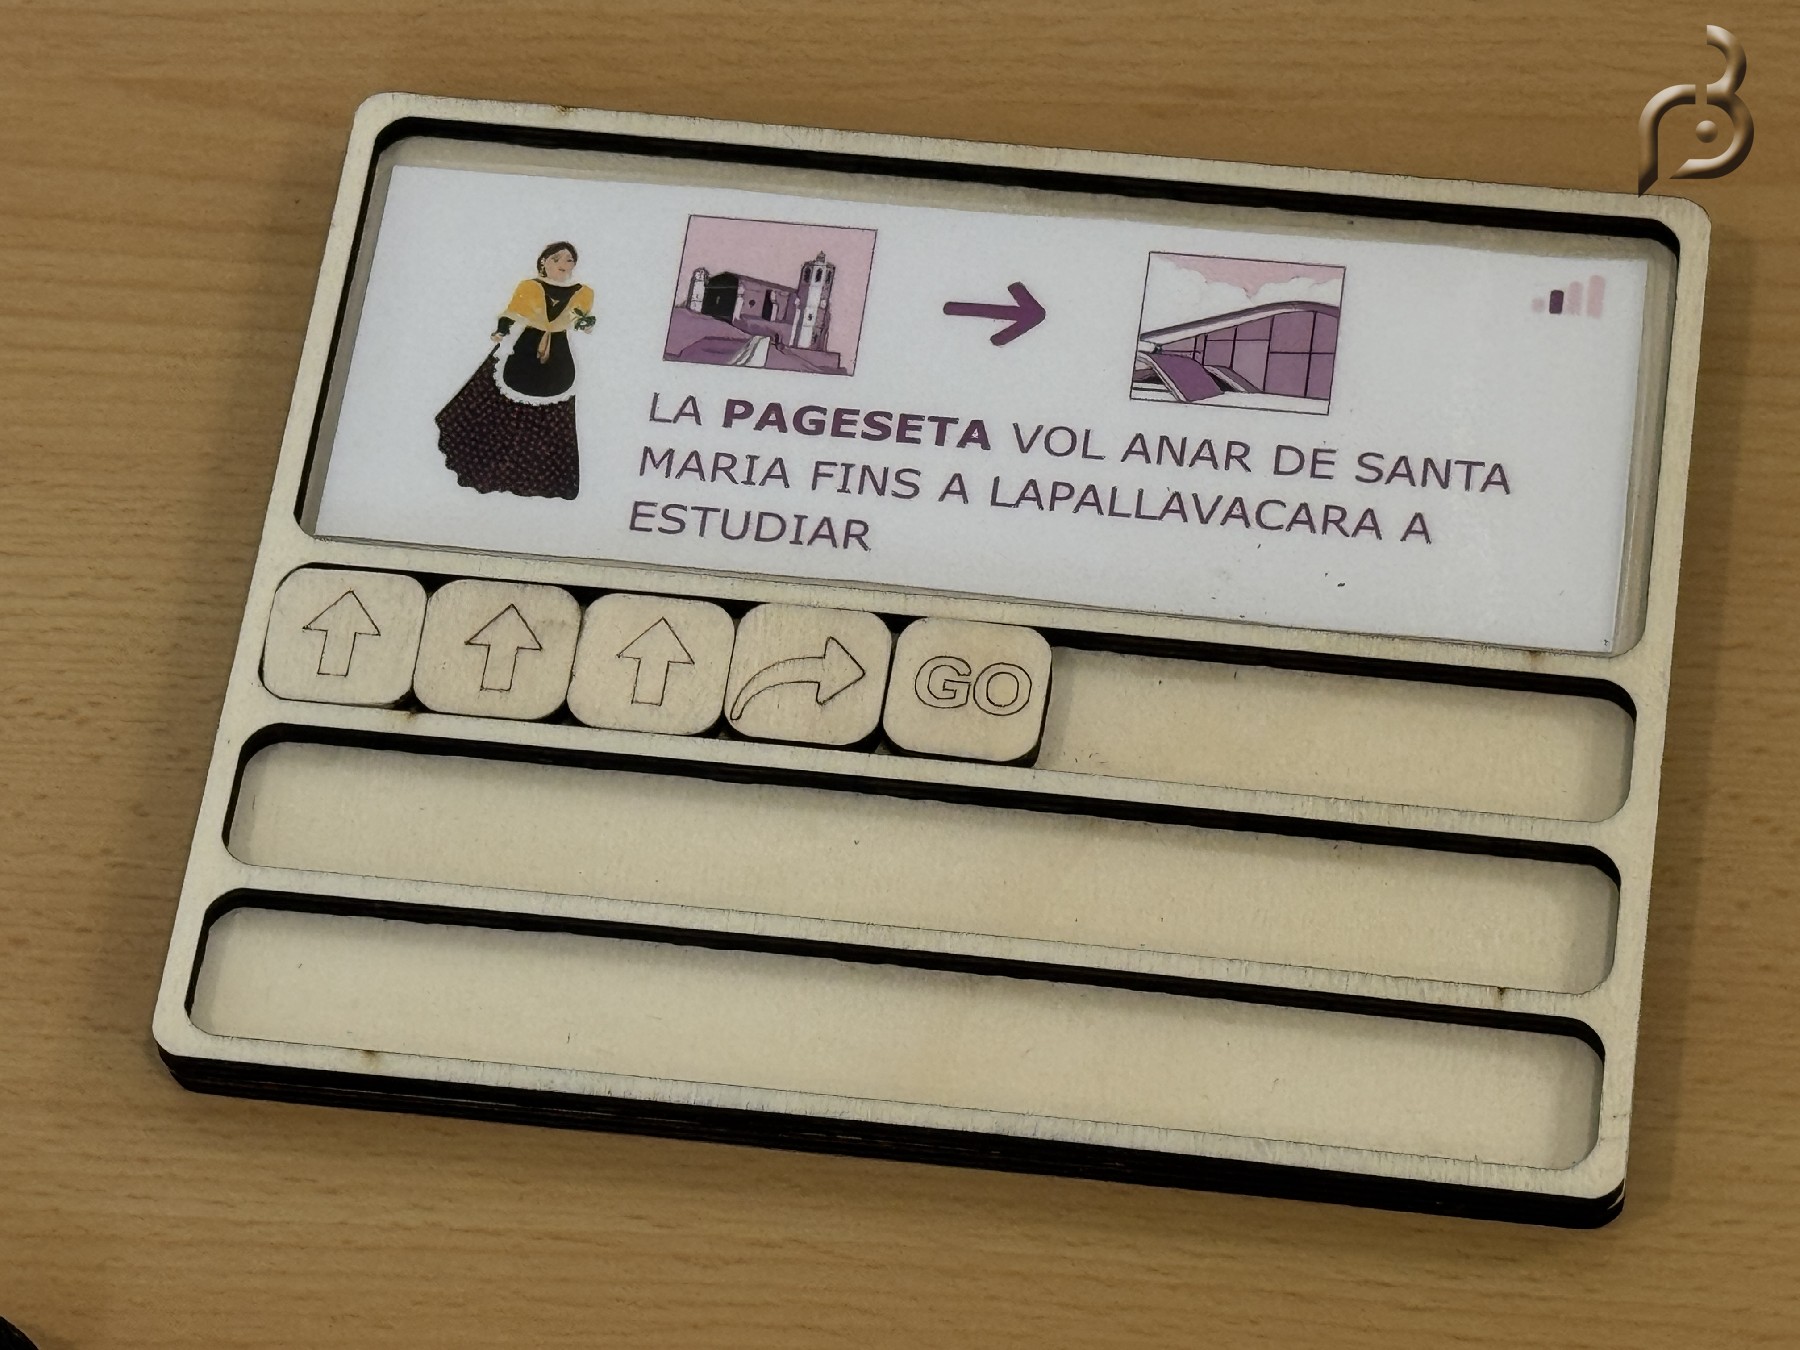 LA PAGESETA VOL ANAR DE SANTA
MARIA FINS A LAPALLAVACARA A
ESTUDIAR
GO